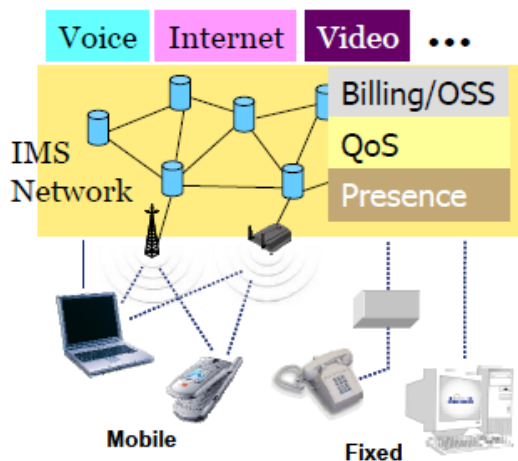 Voice
Internet
Video
•••
Billing/OSS
IMS
Network
QoS
Presence
Mobile
Fixed